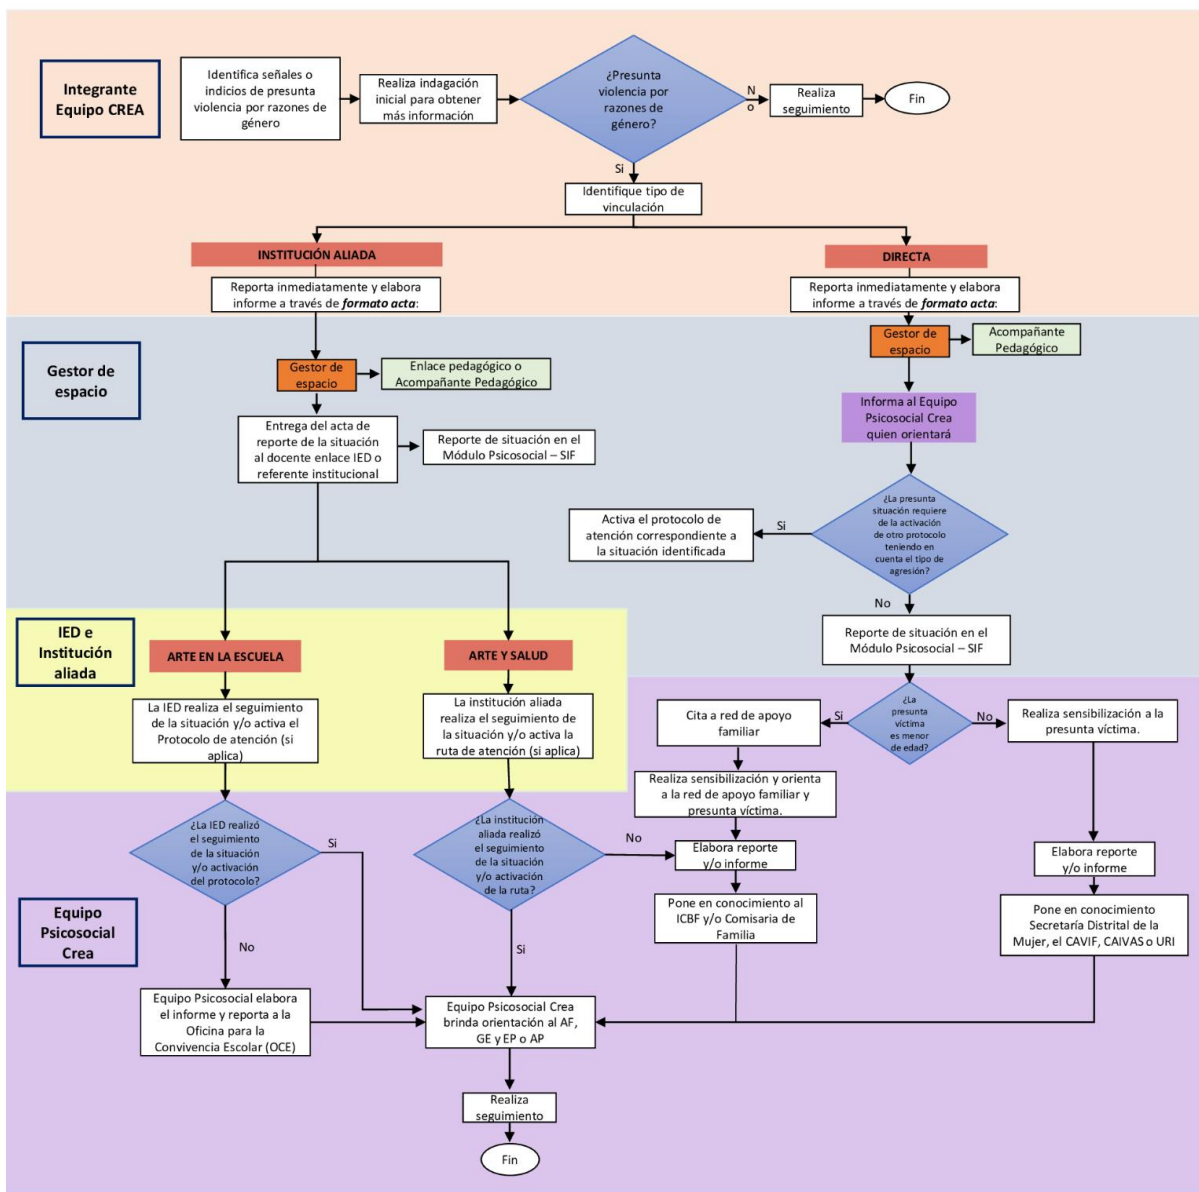 Integrante
Equipo CREA
Identifica señales o
indicios de presunta
violencia por razones de
género
Realiza indagación
inicial para obtener
más información
¿Presunta
violencia por
razones de
género?
N
o
Realiza
seguimiento
Fin
Si
Identifique tipo de
vinculación
INSTITUCIÓN ALIADA
DIRECTA
Reporta inmediatamente y elabora
informe a través de formato acta:
Reporta inmediatamente y elabora
informe a través de formato acta:
Gestor de
espacio
Gestor de
espacio
Enlace pedagógico o
Acompañante Pedagógico
Gestor de
espacio
Acompañante
Pedagógico
Informa al Equipo
Psicosocial Crea
quien orientará
Entrega del acta de
reporte de la situación
al docente enlace IED o
referente institucional
Reporte de situación en el
Módulo Psicosocial – SIF
¿La presunta
situación requiere
de la activación
de otro protocolo
teniendo en
cuenta el tipo de
agresión?
Si
Activa el protocolo de
atención correspondiente a
la situación identificada
No
Reporte de situación en el
Módulo Psicosocial – SIF
IED e
Institución
aliada
ARTE EN LA ESCUELA
ARTE Y SALUD
La IED realiza el seguimiento
de la situación y/o activa el
Protocolo de atención (si
aplica)
La institución aliada
realiza el seguimiento de
la situación y/o activa la
ruta de atención (si aplica)
¿La
presunta
víctima
es menor
de edad?
Si
No
Cita a red de apoyo
familiar
Realiza sensibilización a la
presunta víctima.
Realiza sensibilización y orienta
a la red de apoyo familiar y
presunta víctima.
¿La IED realizó
el seguimiento
de la situación
y/o activación
del protocolo?
Si
¿La institución
aliada realizó
el seguimiento
de la situación
y/o activación
de la ruta?
No
Elabora reporte
y/o informe
Elabora reporte
y/o informe
Equipo
Psicosocial
Crea
Pone en conocimiento al
ICBF y/o Comisaria de
Familia
Pone en conocimiento
Secretaría Distrital de la
Mujer, el CAVIF, CAIVAS o URI
No
Si
Equipo Psicosocial elabora
el informe y reporta a la
Oficina para la
Convivencia Escolar (OCE)
Equipo Psicosocial Crea
brinda orientación al AF,
GE y EP o AP
Realiza
seguimiento
Fin